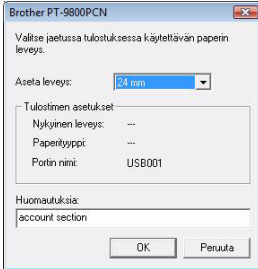 Brother PT-9800PCN
Valitse jaetussa tulostuksessa käytettävän paperin
leveys.
Aseta leveys: 24 mm
Tulostimen asetukset
Nykyinen leveys: ---
Paperityyppi: ---
Portin nimi: USB001
Huomautuksia:
account section
OK Peruuta